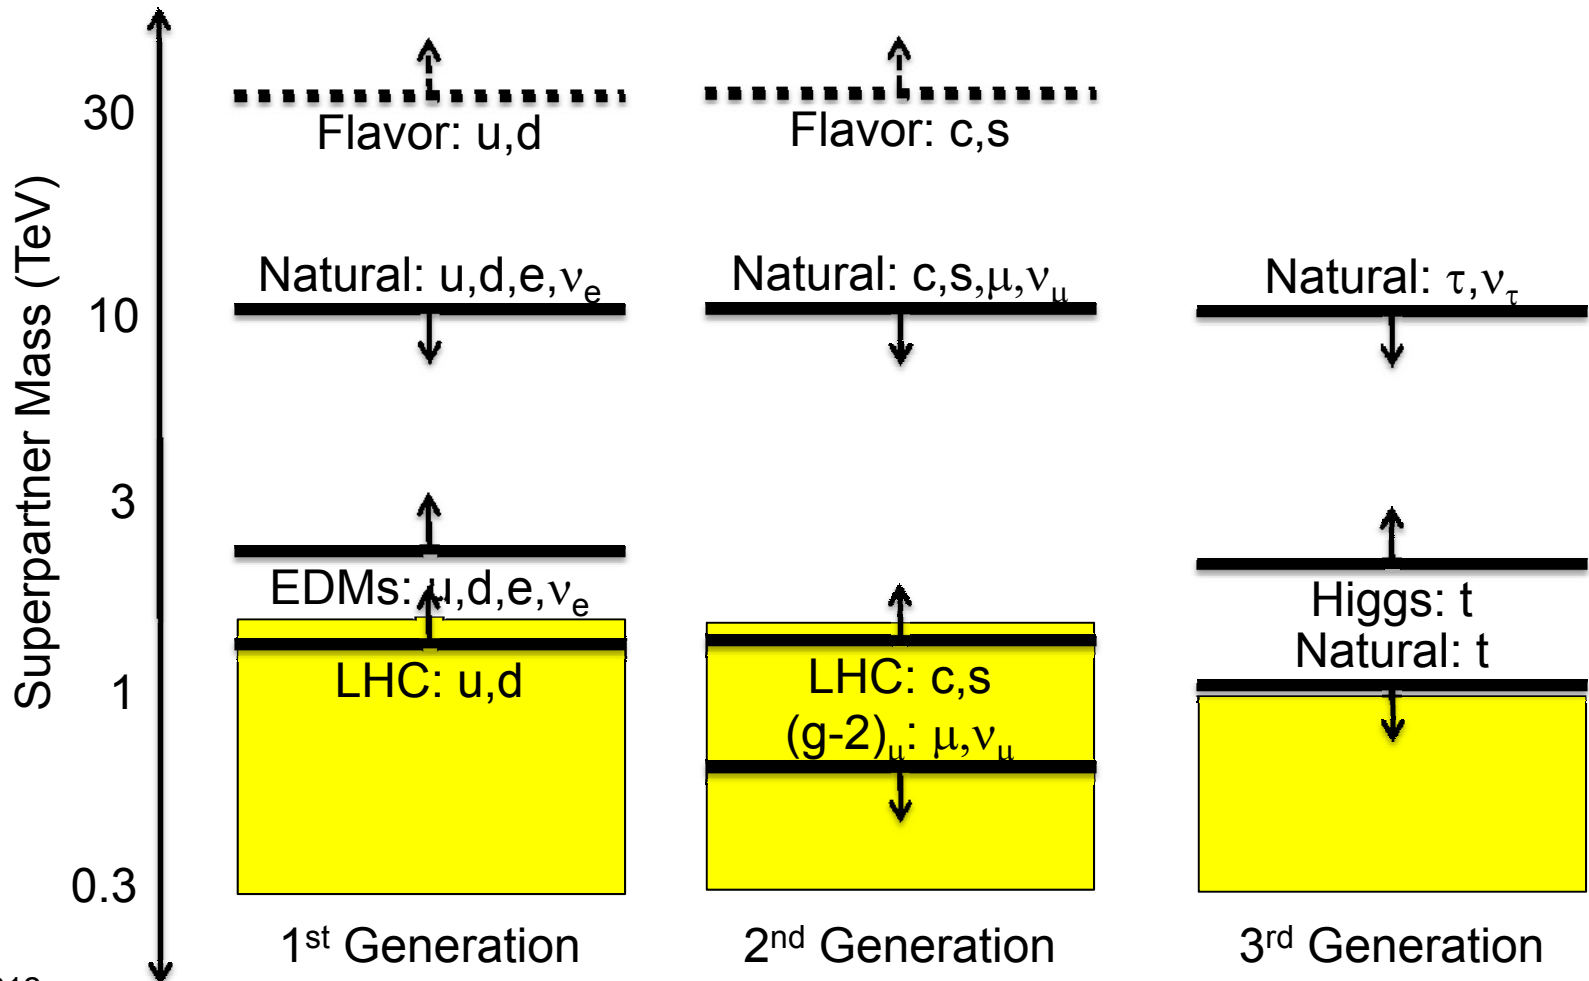 Superpartner Mass (TeV)
30
10
3
1
0.3
Flavor: u,d
Natural: u,d,e,νe
EDMs: u,d,e,νe
LHC: u,d
1st Generation
Flavor: c,s
Natural: c,s,μ,νμ
LHC: c,s
(g-2)μ: μ,νμ
2nd Generation
Natural: τ,ντ
Higgs: t
Natural: t
3rd Generation